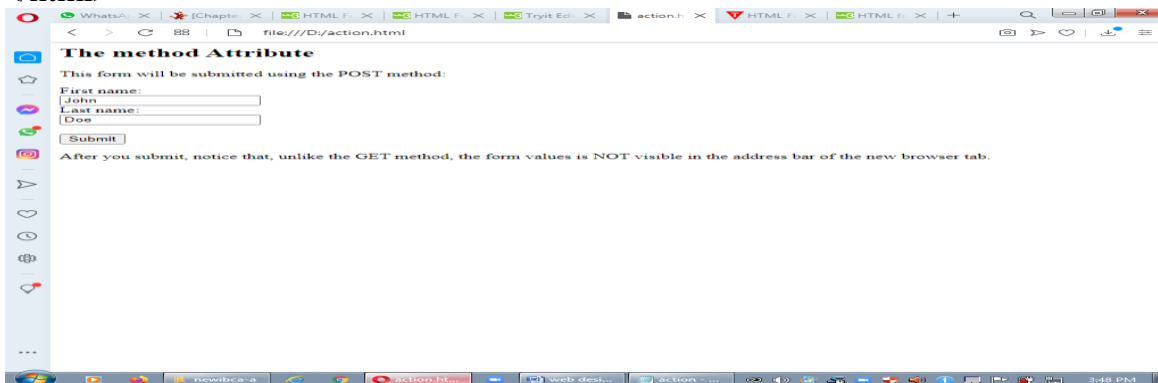 WhatsA
[Chapte
HTML F
HTML F
Tryit Ed
action.h
HTML F
HTML f
file:///D:/action.html
The method Attribute
This form will be submitted using the POST method:
First name:
John
Last name:
Doe
Submit
After you submit, notice that, unlike the GET method, the form values is NOT visible in the address bar of the new browser tab.
newibca-a
action.ht...
web desi...
action - ...
3:48 PM